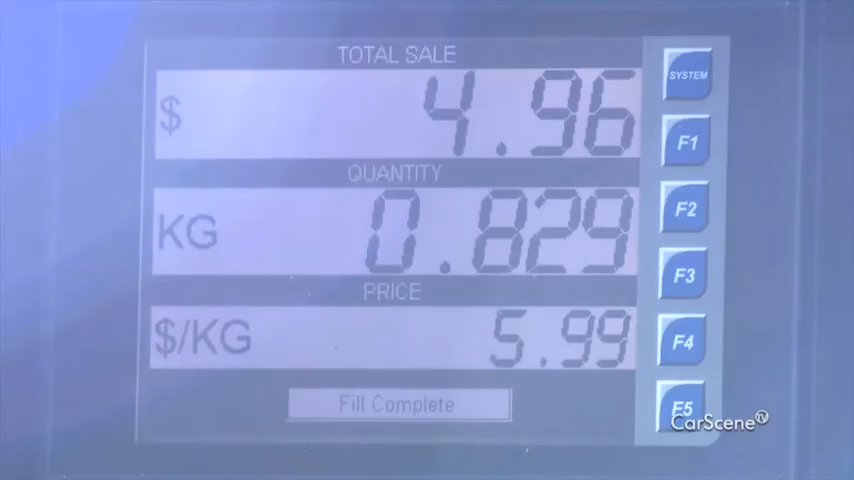 TOTAL SALE
$ 4.96
SYSTEM
F1
QUANTITY
KG 0.829
F2
F3
PRICE
$/KG 5.99
F4
Fill Complete
F5
CarScene TV